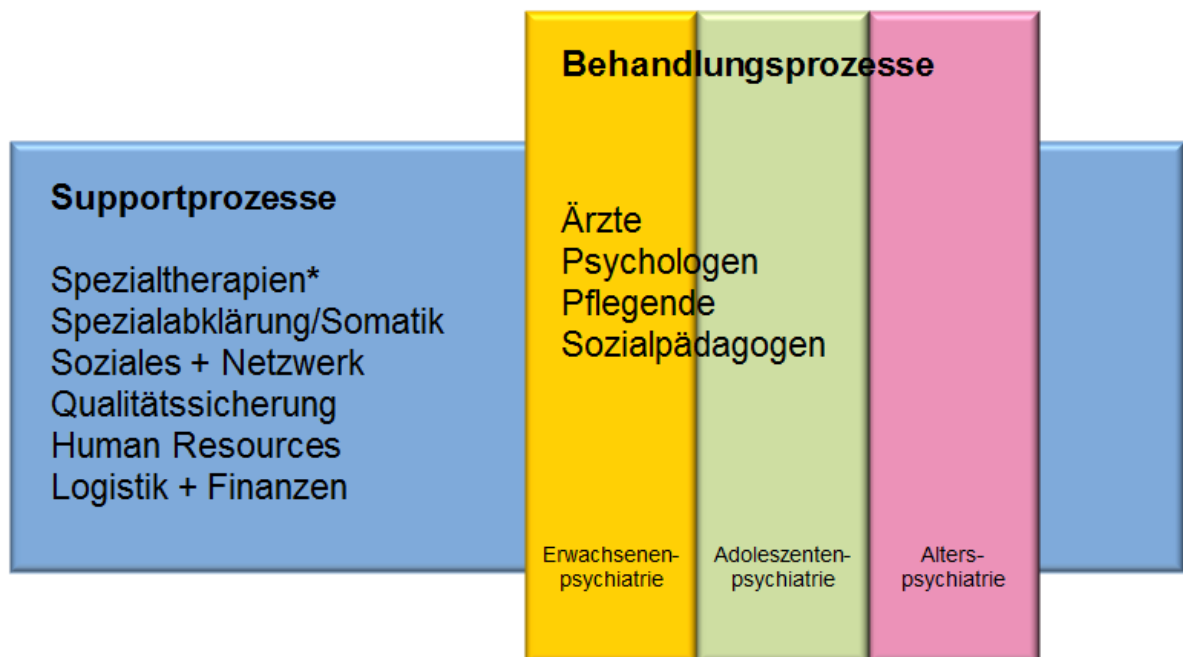 Behandlungsprozesse
Supportprozesse
Spezialtherapien*
Spezialabklärung/Somatik
Soziales + Netzwerk
Qualitätssicherung
Human Resources
Logistik + Finanzen
Ärzte
Psychologen
Pflegende
Sozialpädagogen
Erwachsenen-
psychiatrie
Adoleszenten-
psychiatrie
Alters-
psychiatrie